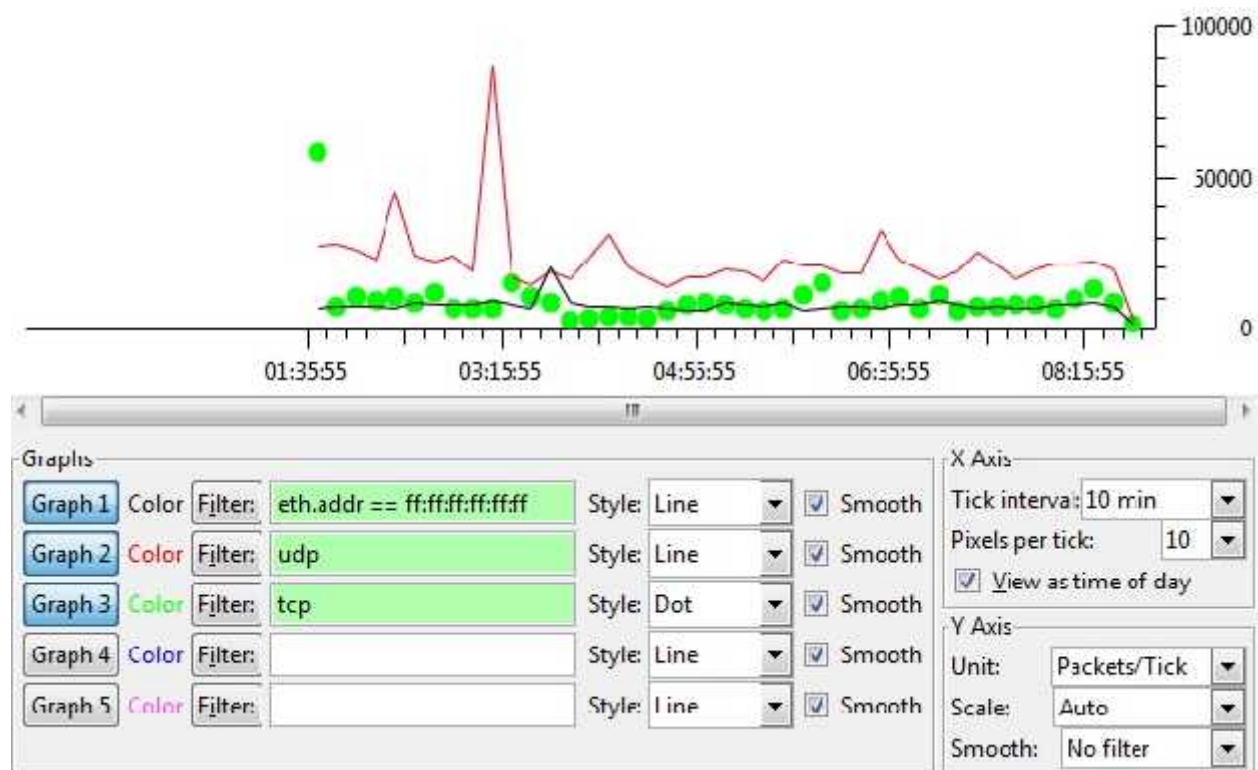 100000
50000
0
01:35:55 03:15:55 04:55:55 06:35:55 08:15:55
Graphs
Graph 1 Color Filter: eth.addr == ff:ff:ff:ff:ff:ff Style: Line Smooth
Graph 2 Color Filter: udp Style: Line Smooth
Graph 3 Color Filter: tcp Style: Dot Smooth
Graph 4 Color Filter: Style: Line Smooth
Graph 5 Color Filter: Style: Line Smooth
X Axis
Tick interval: 10 min
Pixels per tick: 10
View as time of day
Y Axis
Unit: Packets/Tick
Scale: Auto
Smooth: No filter